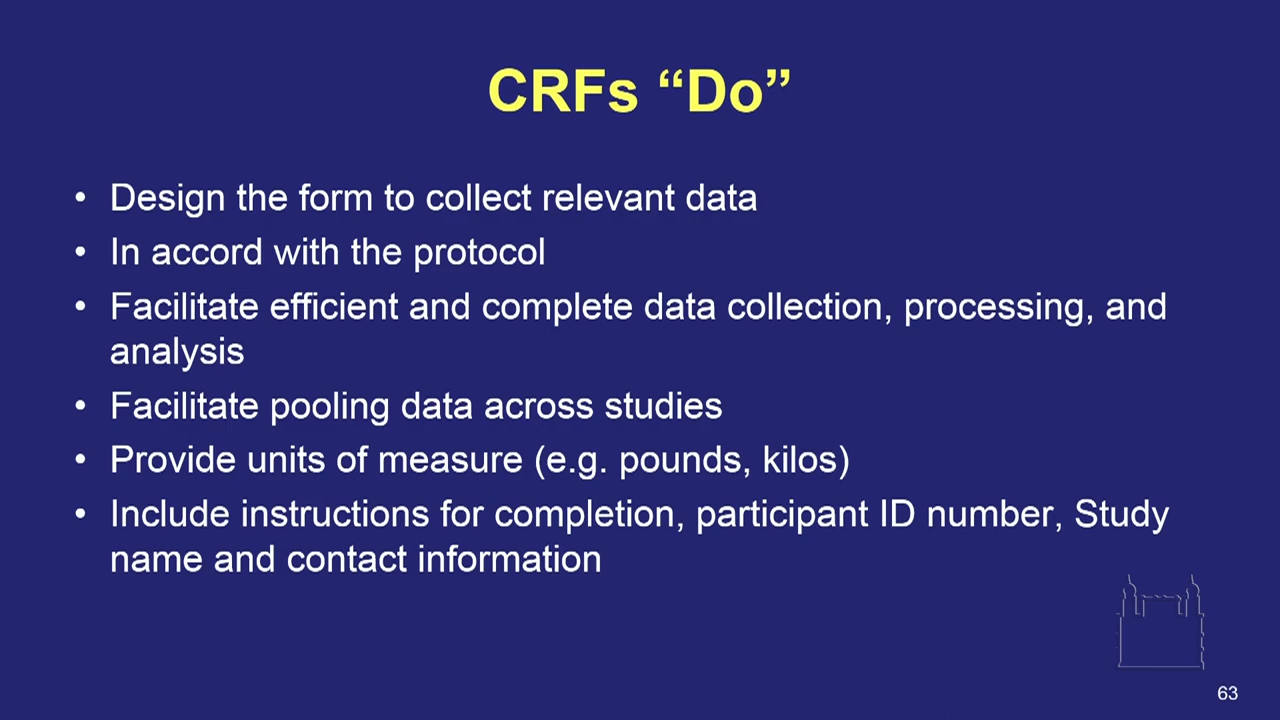 CRFs “Do”
• Design the form to collect relevant data
• In accord with the protocol
• Facilitate efficient and complete data collection, processing, and
analysis
• Facilitate pooling data across studies
• Provide units of measure (e.g. pounds, kilos)
• Include instructions for completion, participant ID number, Study
name and contact information
63